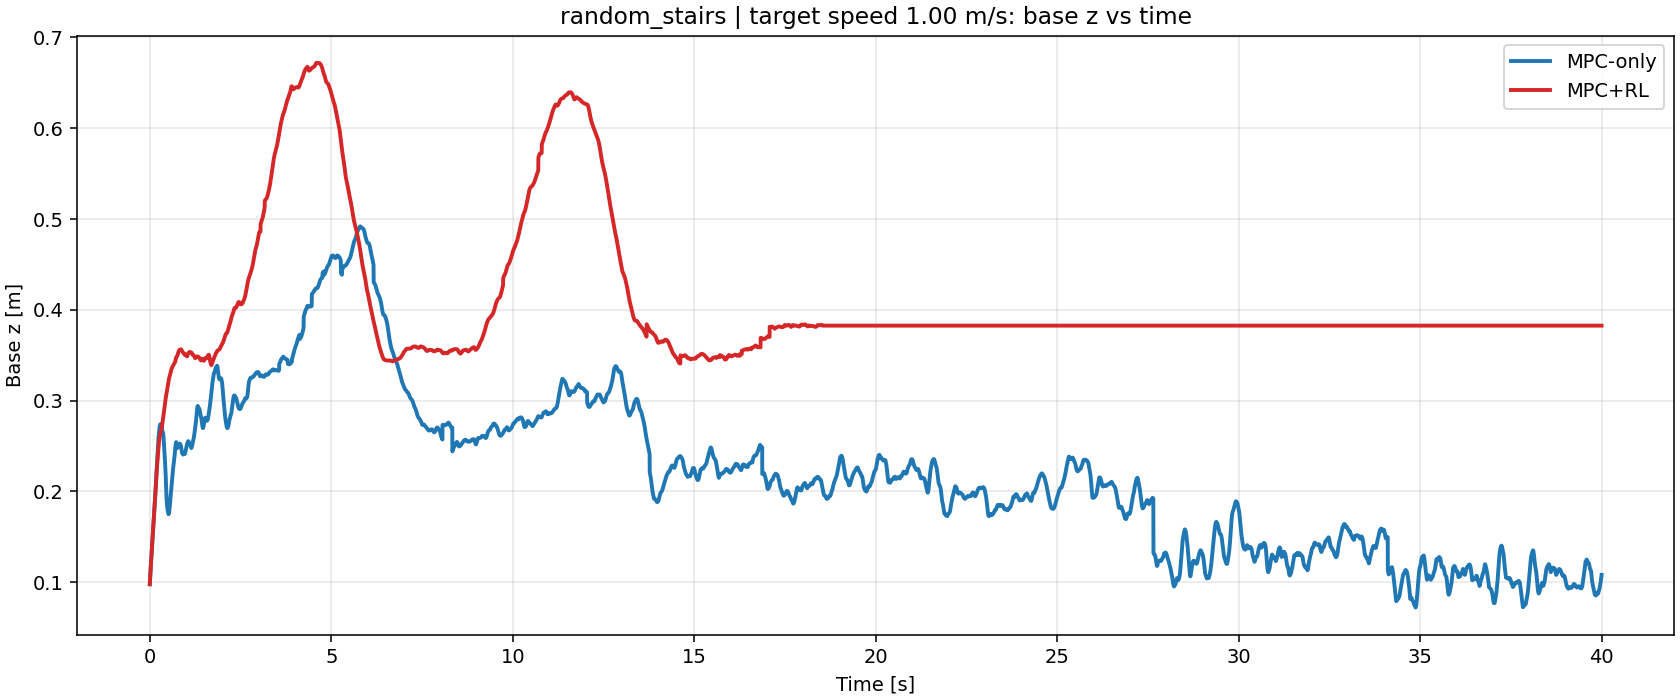 random_stairs | target speed 1.00 m/s: base z vs time
MPC-only
MPC+RL
Base z [m]
0.7
0.6
0.5
0.4
0.3
0.2
0.1
0 5 10 15 20 25 30 35 40
Time [s]